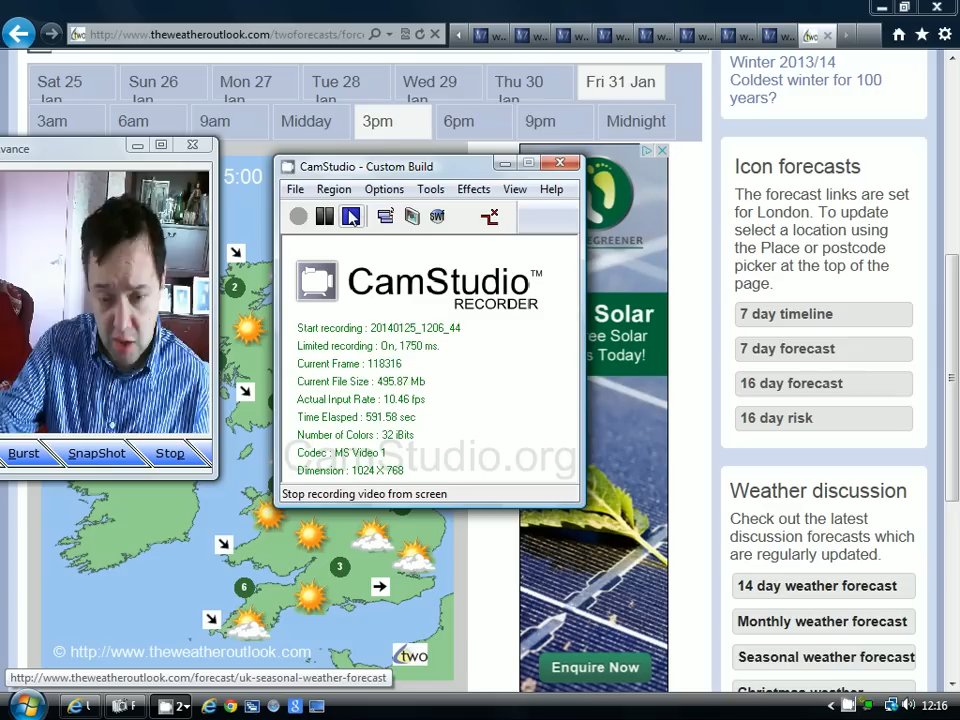 http://www.theweatheroutlook.com/twoforecasts/forec
two
Sat 25 Jan
Sun 26 Jan
Mon 27 Jan
Tue 28 Jan
Wed 29 Jan
Thu 30 Jan
Fri 31 Jan
3am
6am
9am
Midday
3pm
6pm
9pm
Midnight
vance
5:00
2
CamStudio - Custom Build
File Region Options Tools Effects View Help
swf
CamStudio™
RECORDER
Start recording : 20140125_1206_44
Limited recording : On, 1750 ms.
Current Frame : 118316
Current File Size : 495.87 Mb
Actual Input Rate : 10.46 fps
Time Elasped : 591.58 sec
Number of Colors : 32 iBits
Codec : MS Video 1
Dimension : 1024 X 768
CamStudio.org
Stop recording video from screen
Burst
SnapShot
Stop
3
6
© http://www.theweatheroutlook.com
two
EGREENER
Solar
ee Solar
s Today!
Enquire Now
Winter 2013/14
Coldest winter for 100
years?
Icon forecasts
The forecast links are set
for London. To update
select a location using
the Place or postcode
picker at the top of the
page.
7 day timeline
7 day forecast
16 day forecast
16 day risk
Weather discussion
Check out the latest
discussion forecasts which
are regularly updated.
14 day weather forecast
Monthly weather forecast
Seasonal weather forecast
http://www.theweatheroutlook.com/forecast/uk-seasonal-weather-forecast
2
12:16